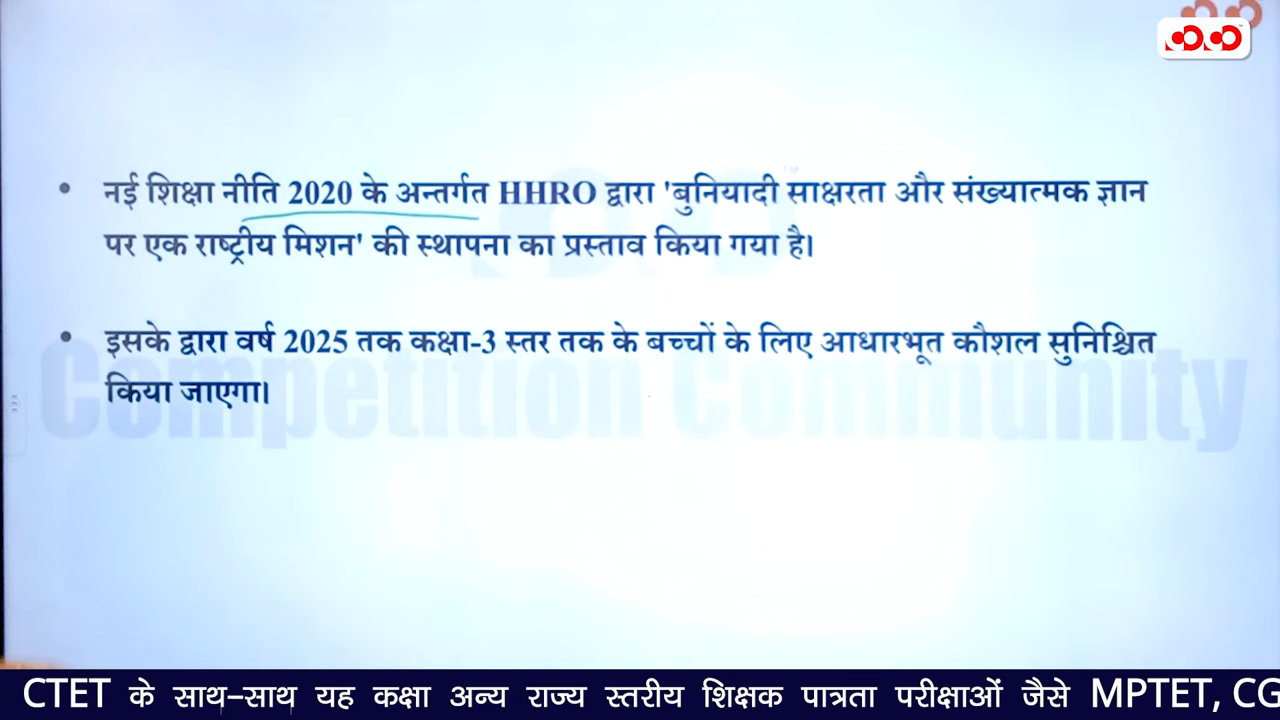 नई शिक्षा नीति 2020 के अन्तर्गत HHRO द्वारा 'बुनियादी साक्षरता और संख्यात्मक ज्ञान
पर एक राष्ट्रीय मिशन' की स्थापना का प्रस्ताव किया गया है।
इसके द्वारा वर्ष 2025 तक कक्षा-3 स्तर तक के बच्चों के लिए आधारभूत कौशल सुनिश्चित
किया जाएगा।
Competition Community
CTET के साथ-साथ यह कक्षा अन्य राज्य स्तरीय शिक्षक पात्रता परीक्षाओं जैसे MPTET, CG